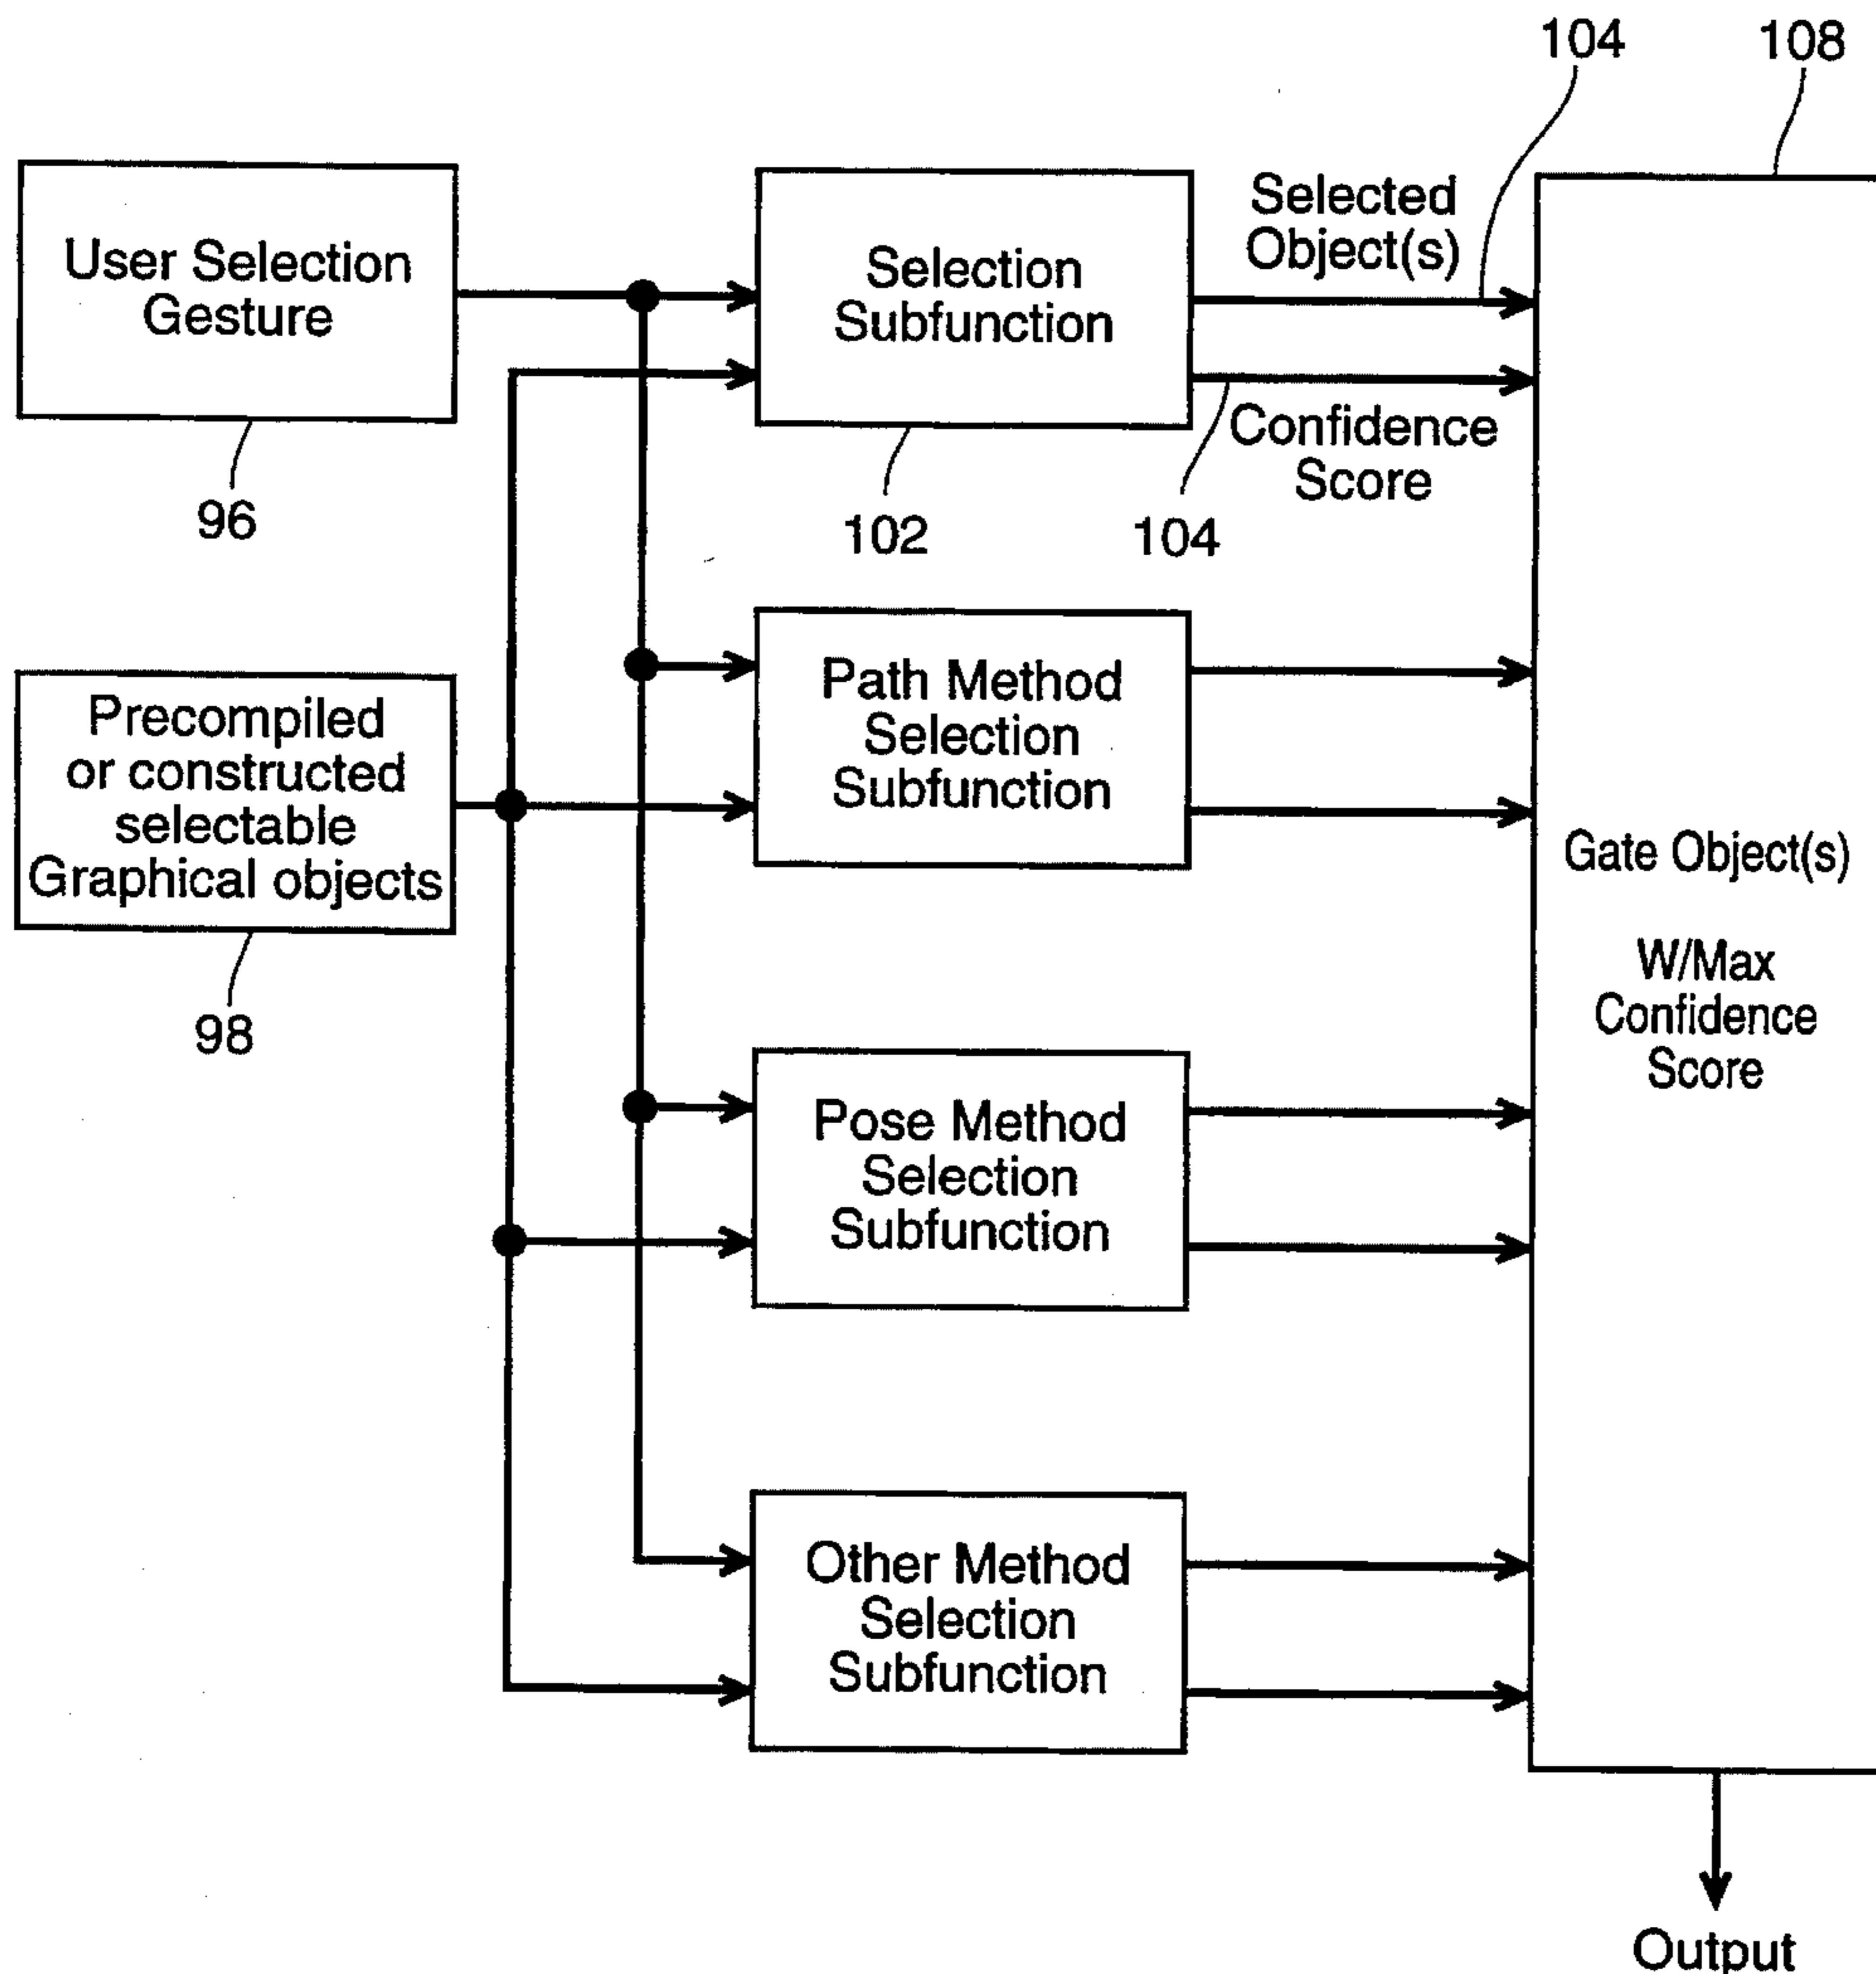 104
108
User Selection
Gesture
96
Selection
Subfunction
102
Selected
Object(s)
Confidence
Score
104
Precompiled
or constructed
selectable
Graphical objects
98
Path Method
Selection
Subfunction
Pose Method
Selection
Subfunction
Other Method
Selection
Subfunction
Gate Object(s)
W/Max
Confidence
Score
Output